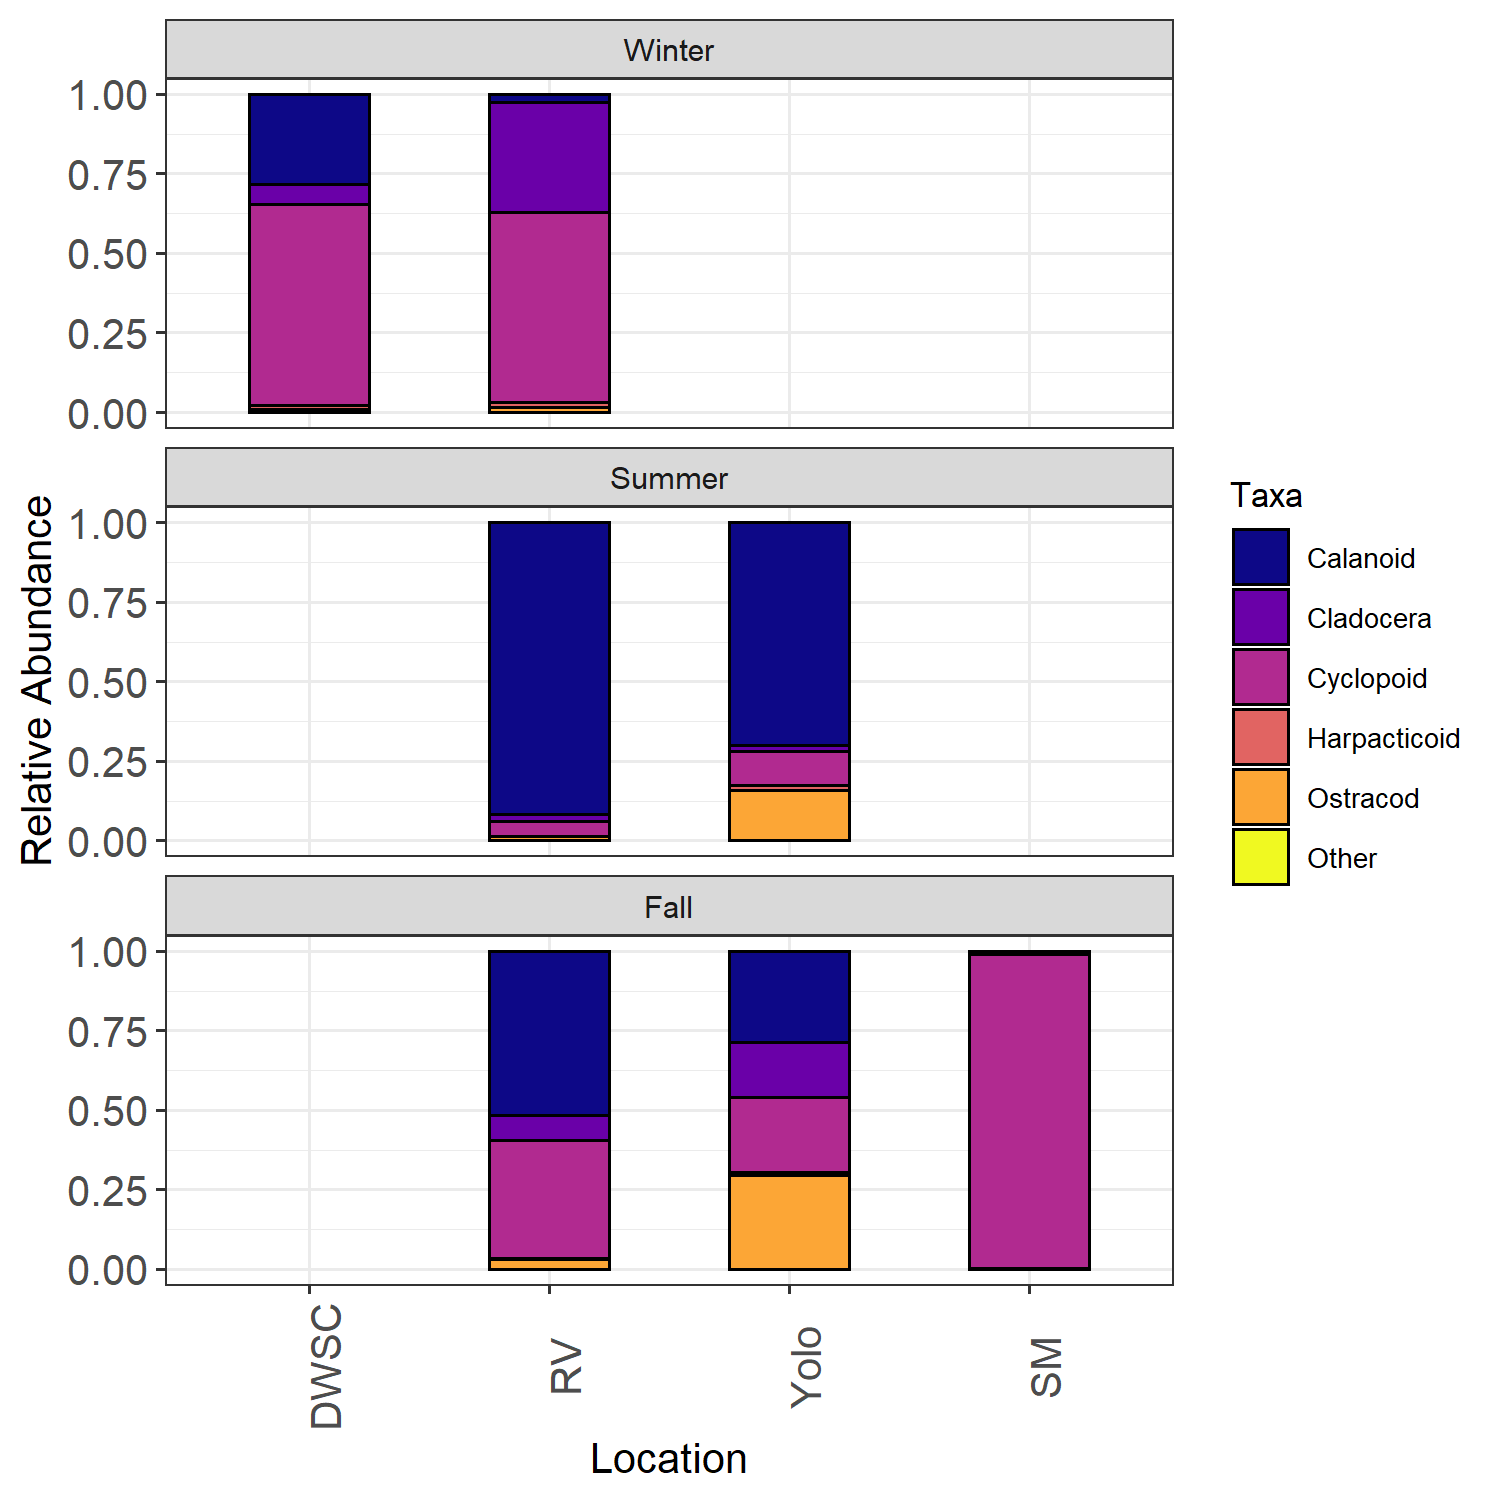 Winter
1.00
0.75
0.50
0.25
0.00
Summer
1.00
0.75
0.50
0.25
0.00
Fall
1.00
0.75
0.50
0.25
0.00
Relative Abundance
DWSC
RV
Yolo
SM
Location
Taxa
Calanoid
Cladocera
Cyclopoid
Harpacticoid
Ostracod
Other